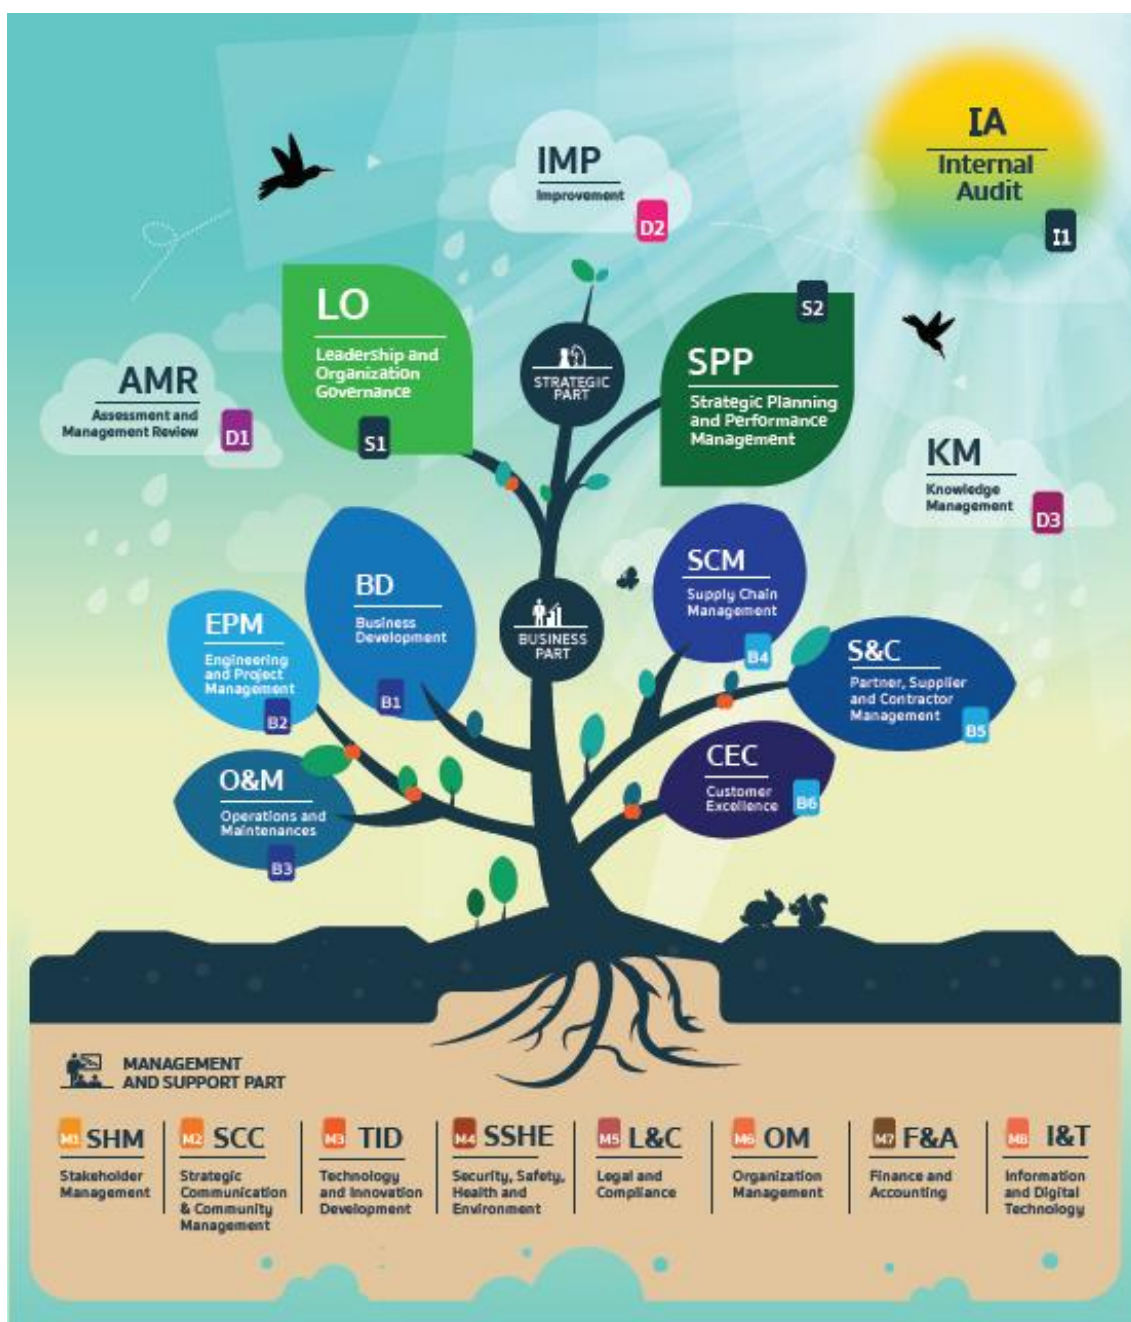 IA
Internal
Audit
I1
IMP
Improvement
D2
LO
Leadership and
Organization
Governance
S1
STRATEGIC
PART
S2
SPP
Strategic Planning
and Performance
Management
AMR
Assessment and
Management Review
D1
KM
Knowledge
Management
D3
BD
Business
Development
B1
BUSINESS
PART
SCM
Supply Chain
Management
B4
EPM
Engineering
and Project
Management
B2
S&C
Partner, Supplier
and Contractor
Management
B5
O&M
Operations and
Maintenances
B3
CEC
Customer
Excellence
B6
MANAGEMENT
AND SUPPORT PART
M1 SHM
Stakeholder
Management
M2 SCC
Strategic
Communication
& Community
Management
M3 TID
Technology
and Innovation
Development
M4 SSHE
Security, Safety,
Health and
Environment
M5 L&C
Legal and
Compliance
M6 OM
Organization
Management
M7 F&A
Finance and
Accounting
M8 I&T
Information
and Digital
Technology